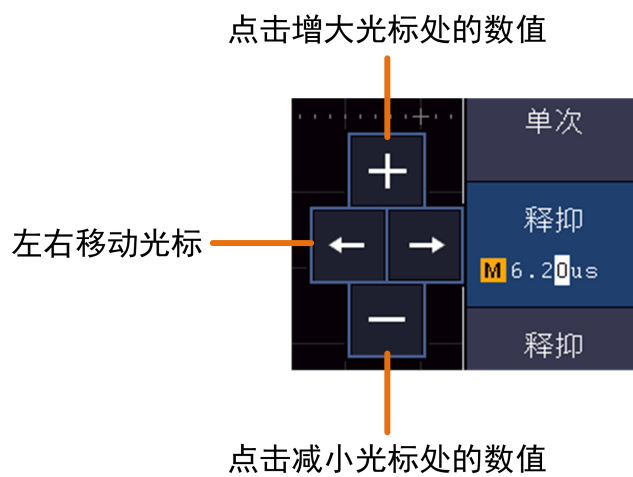 点击增大光标处的数值
单次
+
左右移动光标
← →
释抑
M 6.20us
−
释抑
点击减小光标处的数值